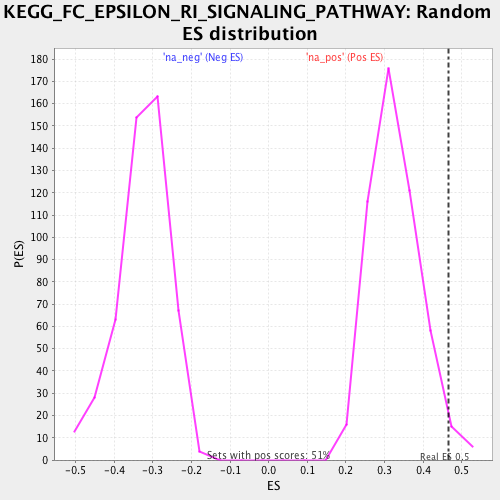 KEGG_FC_EPSILON_RI_SIGNALING_PATHWAY: Random
ES distribution
'na_neg' (Neg ES)
'na_pos' (Pos ES)
180
170
160
150
140
130
120
110
100
90
80
70
60
50
40
30
20
10
0
P(ES)
Sets with pos scores: 51%
Real ES 0,5
-0.5 -0.4 -0.3 -0.2 -0.1 0.0 0.1 0.2 0.3 0.4 0.5
ES